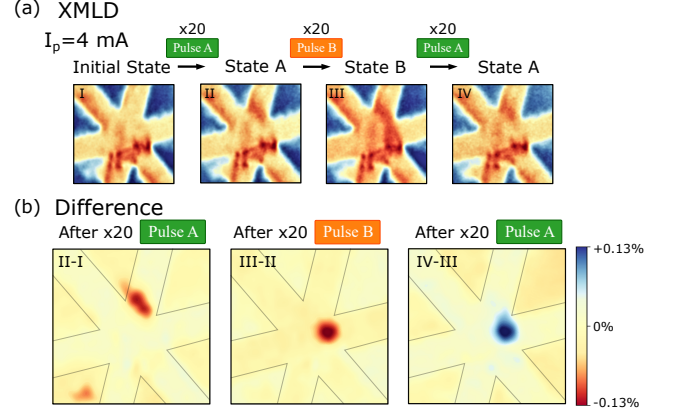 (a) XMLD
I_p=4 mA
x20 x20 x20
Pulse A Pulse B Pulse A
Initial State State A State B State A
I II III IV
(b) Difference
After x20 Pulse A After x20 Pulse B After x20 Pulse A
II-I III-II IV-III
+0.13%
0%
-0.13%